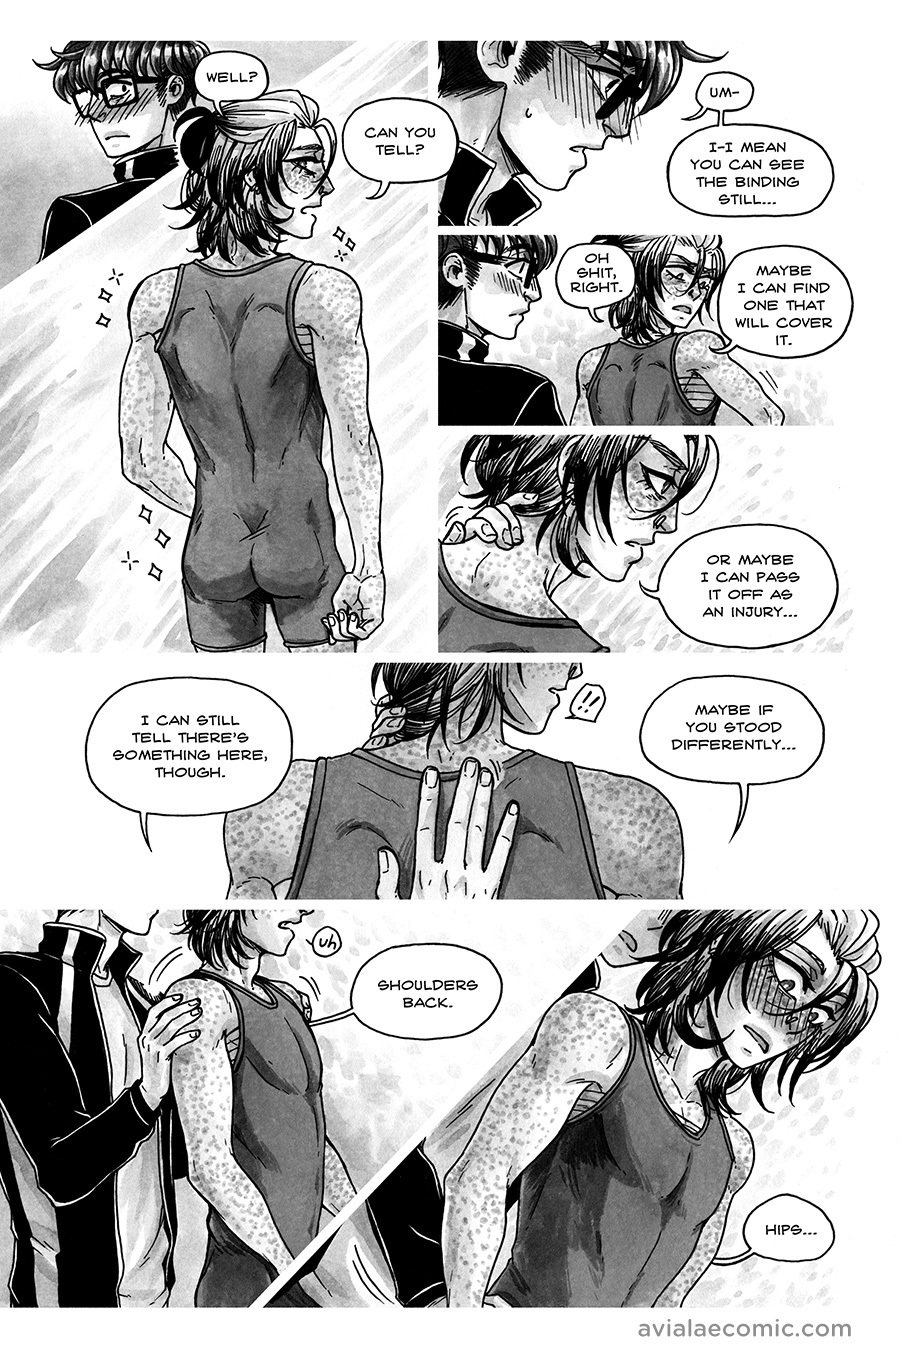 WELL?
CAN YOU
TELL?
UM-
I-I MEAN
YOU CAN SEE
THE BINDING
STILL...
OH
SHIT,
RIGHT.
MAYBE
I CAN FIND
ONE THAT
WILL COVER
IT.
OR MAYBE
I CAN PASS
IT OFF AS
AN INJURY...
!!
I CAN STILL
TELL THERE'S
SOMETHING HERE,
THOUGH.
MAYBE IF
YOU STOOD
DIFFERENTLY...
uh
SHOULDERS
BACK.
HIPS...
avialaecomic.com